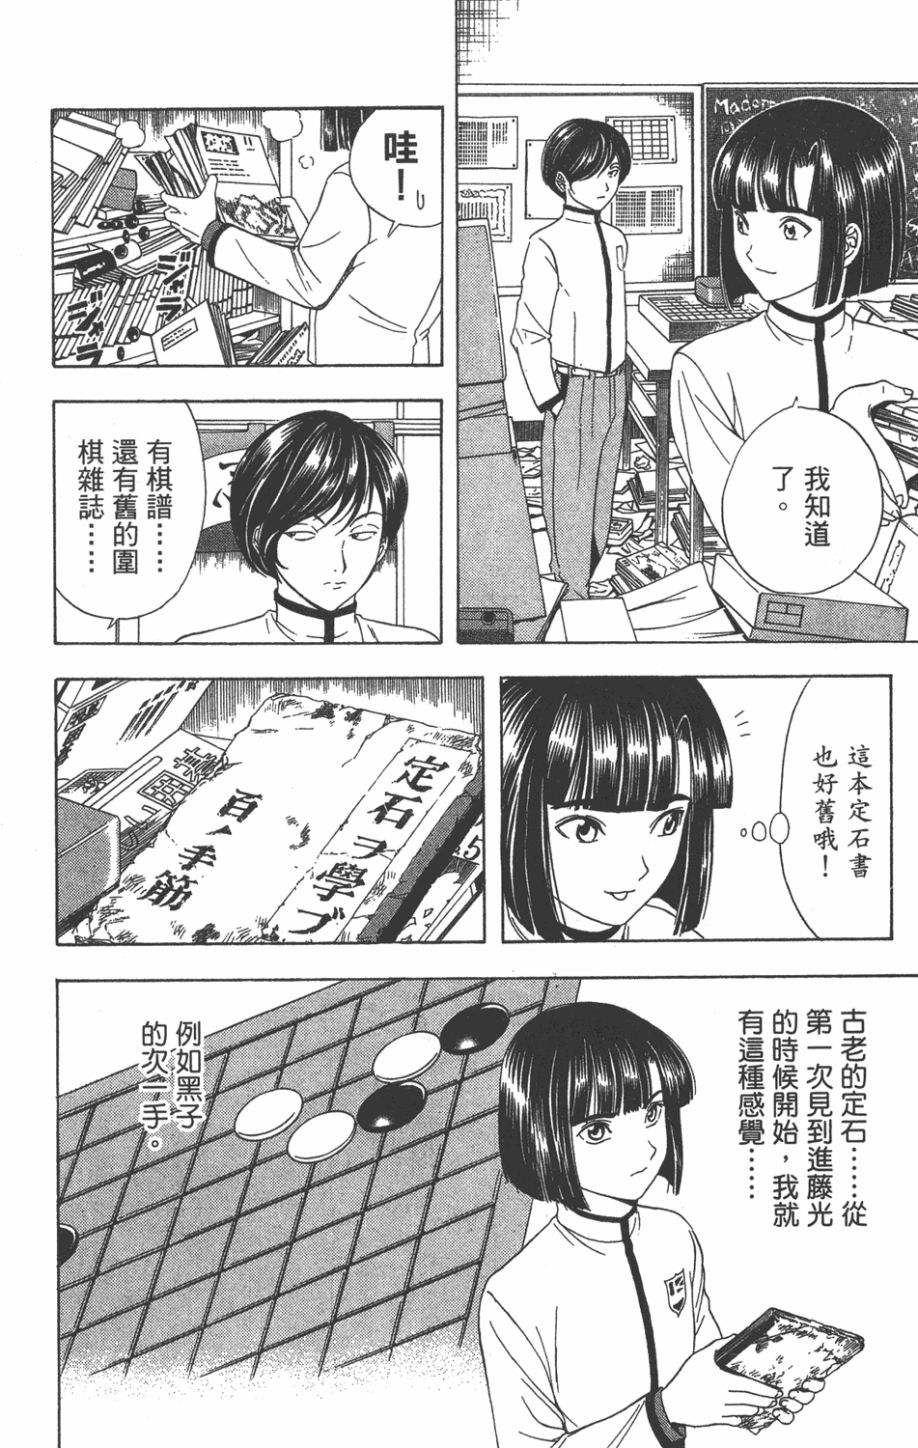 我知道
了。
哇！
ジャ
ラ
ジャ
ラ
有棋譜……
還有舊的圍
棋雜誌……
這本定石書
也好舊哦！
定石ヲ學ブ
百ノ手筋
5
古老的定石……從
第一次見到進藤光
的時候開始，我就
有這種感覺……
例如黑子
的次一手。